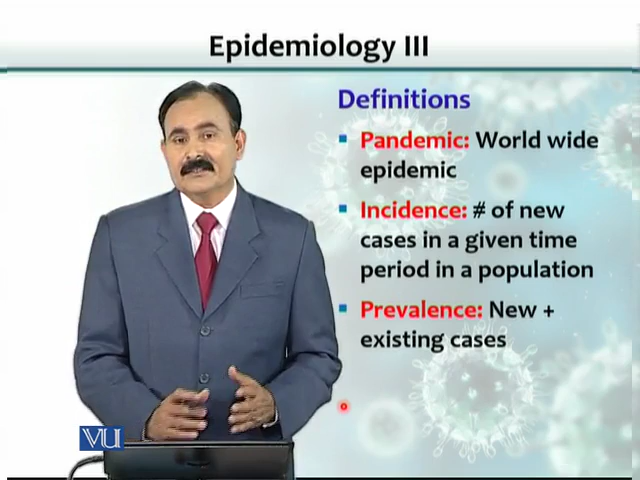 Epidemiology III
Definitions
Pandemic: World wide
epidemic
Incidence: # of new
cases in a given time
period in a population
Prevalence: New +
existing cases
VU